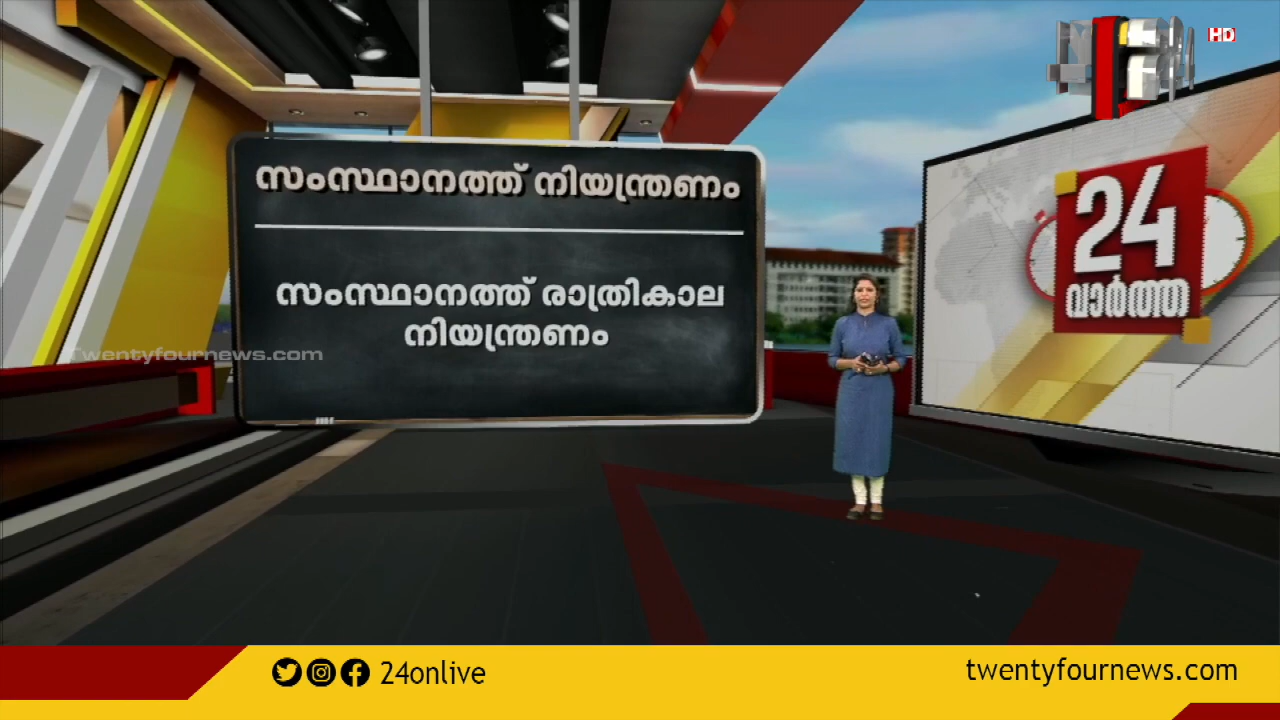 HD
സംസ്ഥാനത്ത് നിയന്ത്രണം
സംസ്ഥാനത്ത് രാത്രികാല
നിയന്ത്രണം
24
വാർത്ത
Twentyfournews.com
24onlive
twentyfournews.com